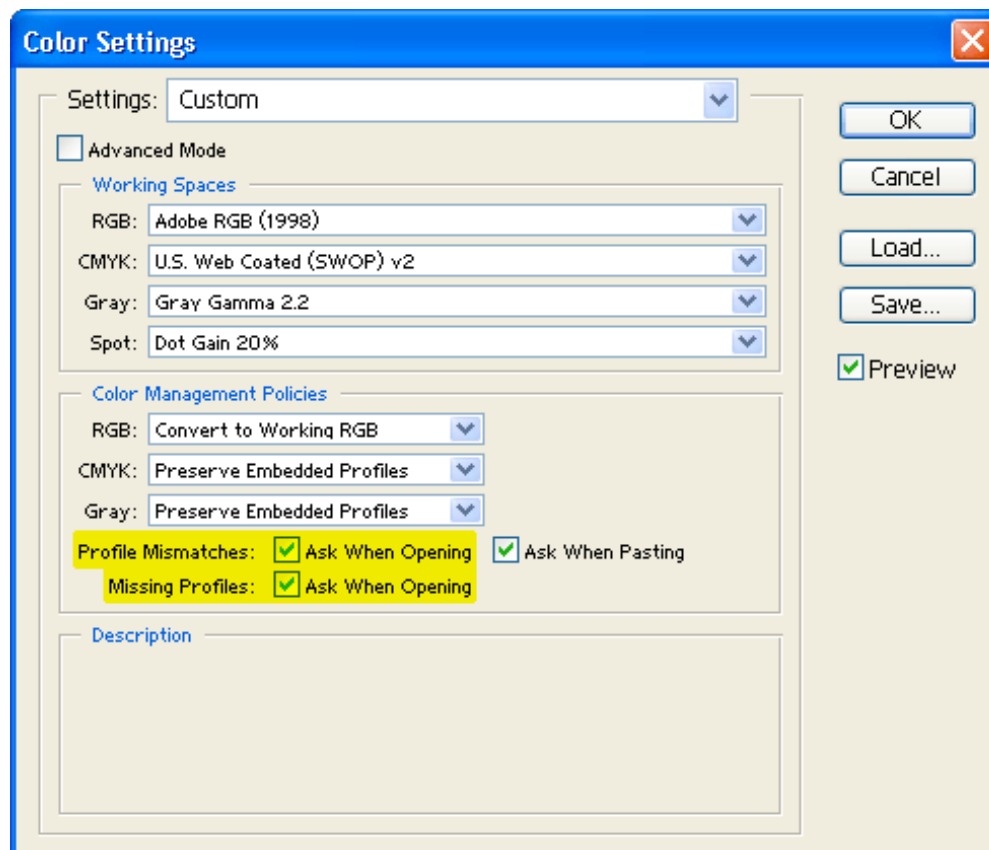 Color Settings
Settings: Custom
OK
Advanced Mode
Cancel
Working Spaces
RGB: Adobe RGB (1998)
CMYK: U.S. Web Coated (SWOP) v2
Load...
Gray: Gray Gamma 2.2
Save...
Spot: Dot Gain 20%
Preview
Color Management Policies
RGB: Convert to Working RGB
CMYK: Preserve Embedded Profiles
Gray: Preserve Embedded Profiles
Profile Mismatches: Ask When Opening Ask When Pasting
Missing Profiles: Ask When Opening
Description